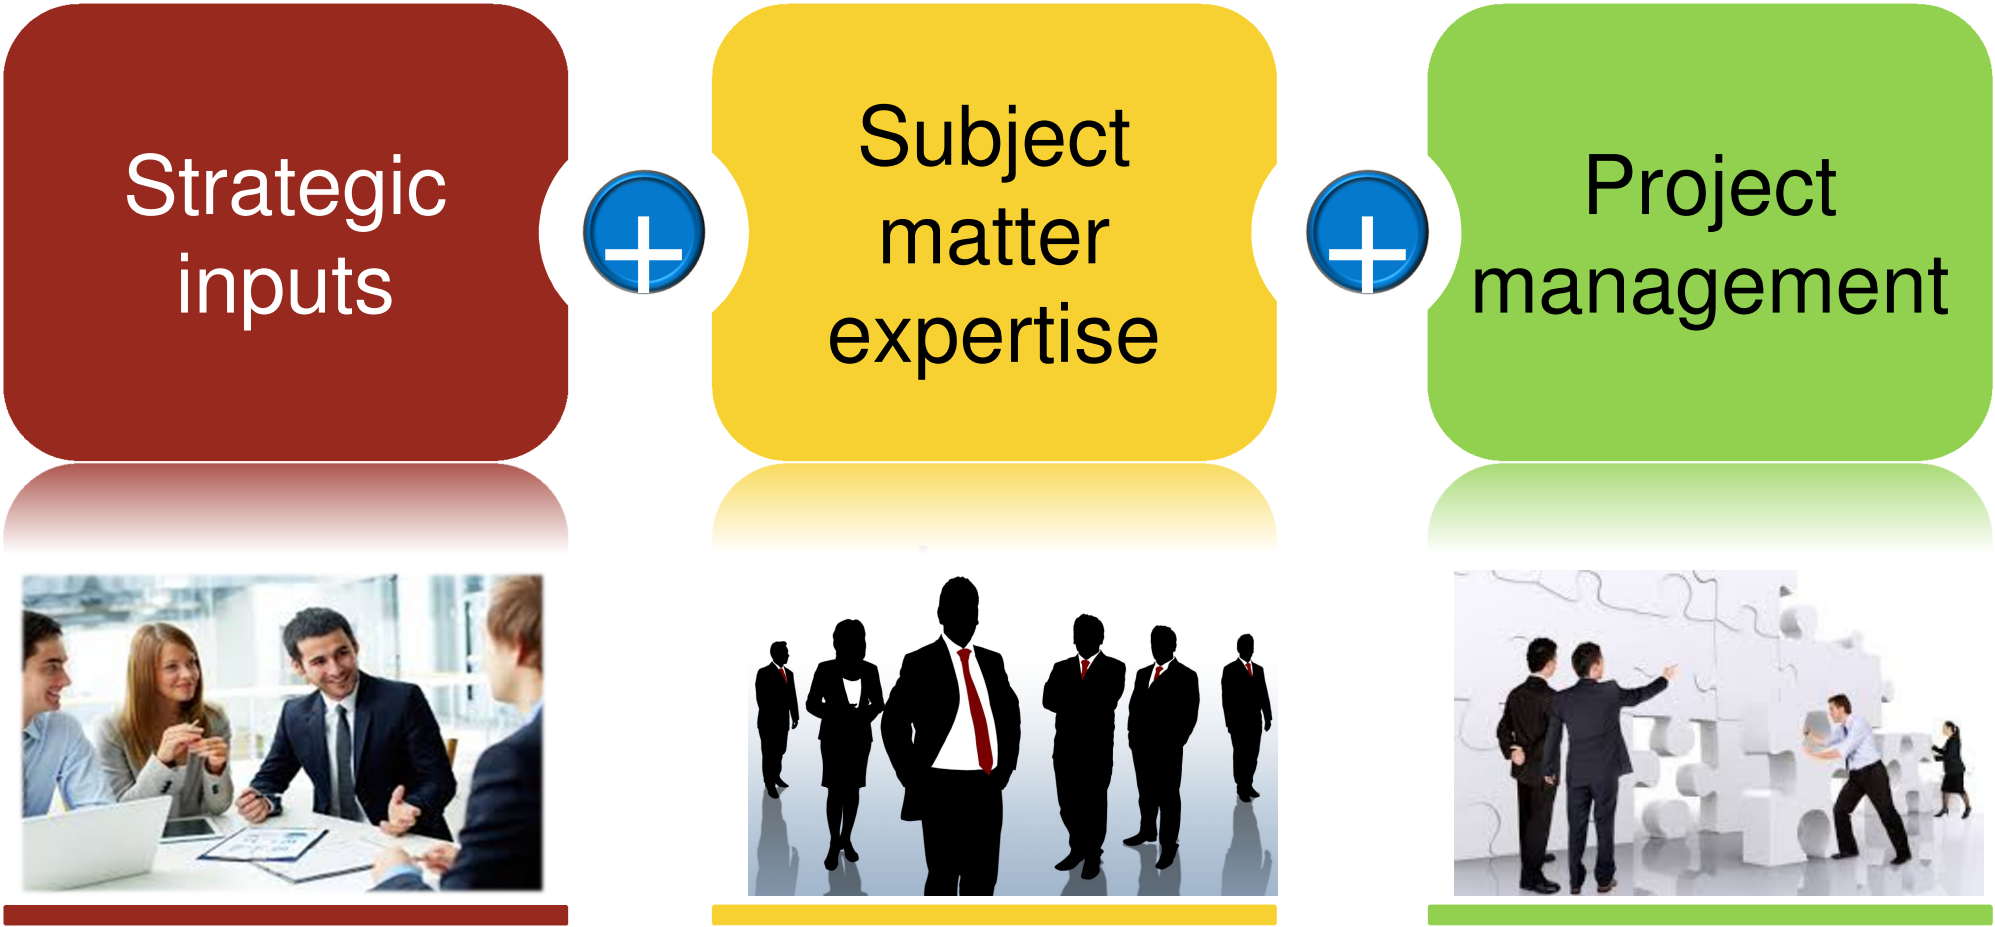 Strategic
inputs
+
Subject
matter
expertise
+
Project
management